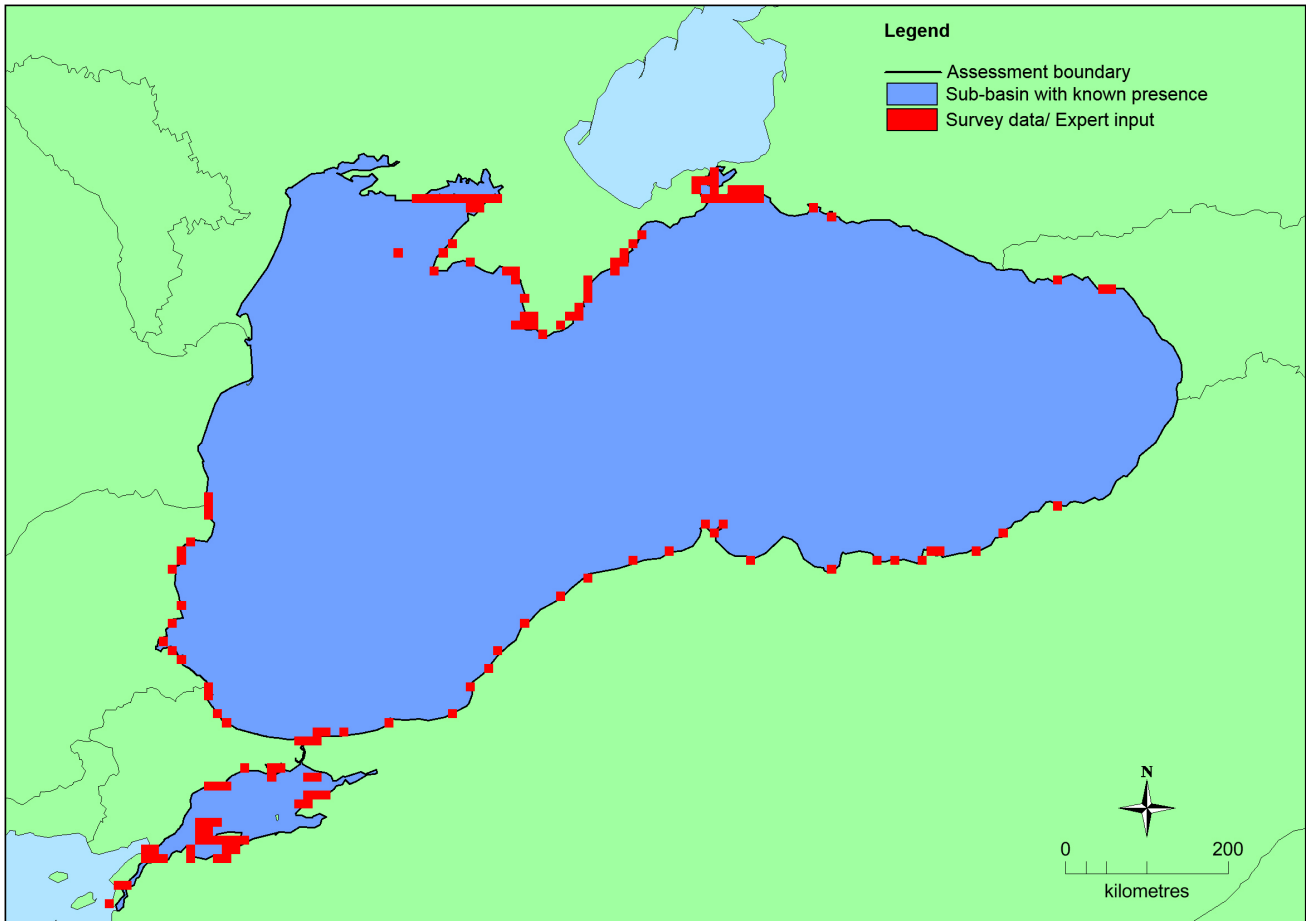 Legend
Assessment boundary
Sub-basin with known presence
Survey data/ Expert input
N
0 200
kilometres